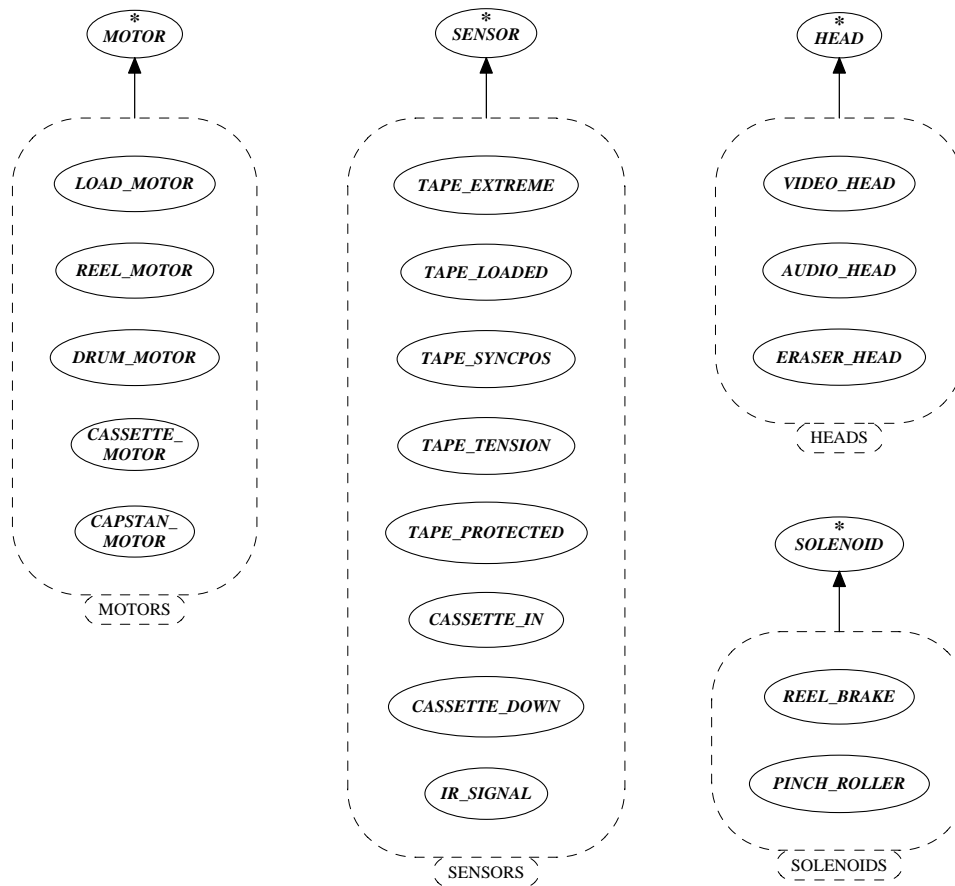 *
MOTOR
LOAD_MOTOR
REEL_MOTOR
DRUM_MOTOR
CASSETTE_
MOTOR
CAPSTAN_
MOTOR
MOTORS
*
SENSOR
TAPE_EXTREME
TAPE_LOADED
TAPE_SYNCPOS
TAPE_TENSION
TAPE_PROTECTED
CASSETTE_IN
CASSETTE_DOWN
IR_SIGNAL
SENSORS
*
HEAD
VIDEO_HEAD
AUDIO_HEAD
ERASER_HEAD
HEADS
*
SOLENOID
REEL_BRAKE
PINCH_ROLLER
SOLENOIDS